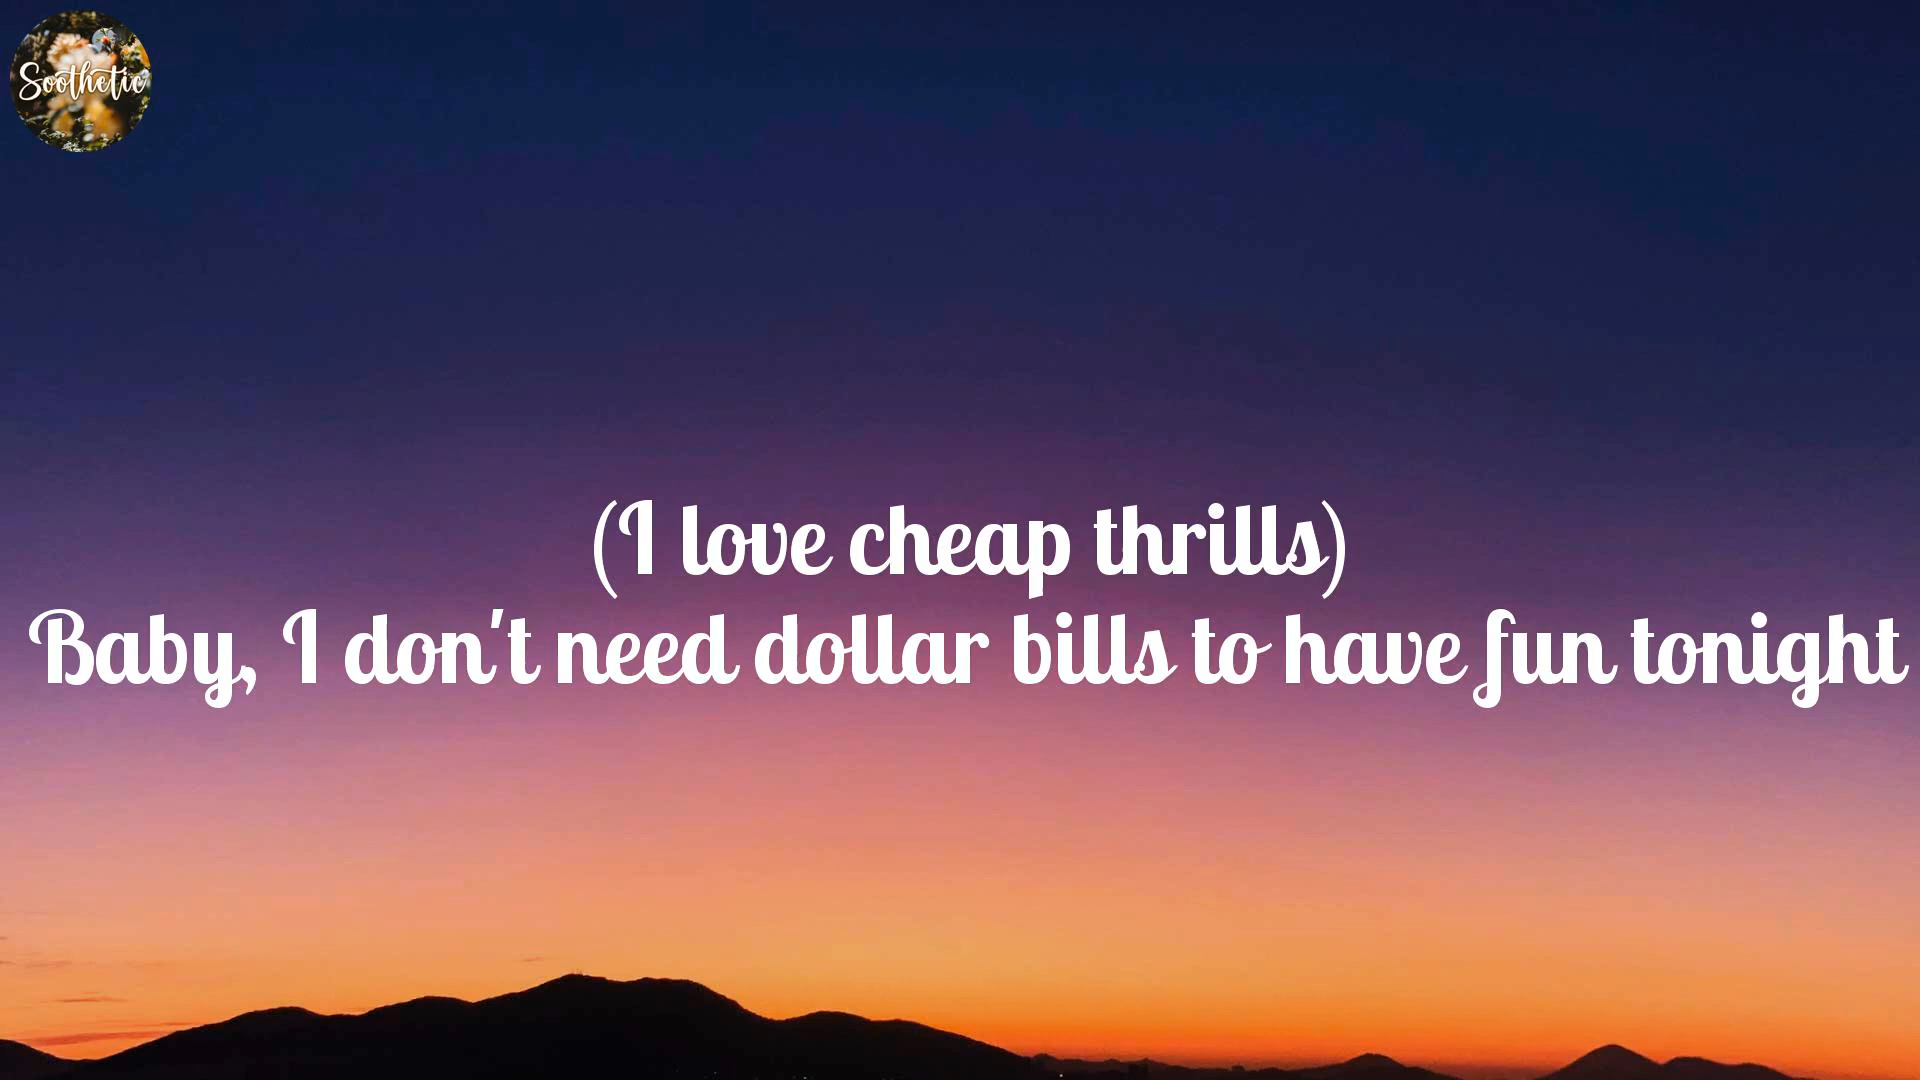 Soothetic
(I love cheap thrills)
Baby, I don't need dollar bills to have fun tonight